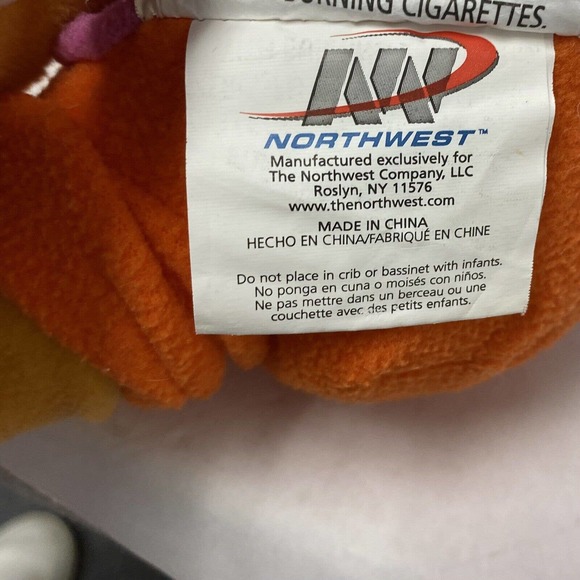 BURNING CIGARETTES.
NORTHWEST™
Manufactured exclusively for
The Northwest Company, LLC
Roslyn, NY 11576
www.thenorthwest.com
MADE IN CHINA
HECHO EN CHINA/FABRIQUÉ EN CHINE
Do not place in crib or bassinet with infants.
No ponga en cuna o moisés con niños.
Ne pas mettre dans un berceau ou une
couchette avec des petits enfants.